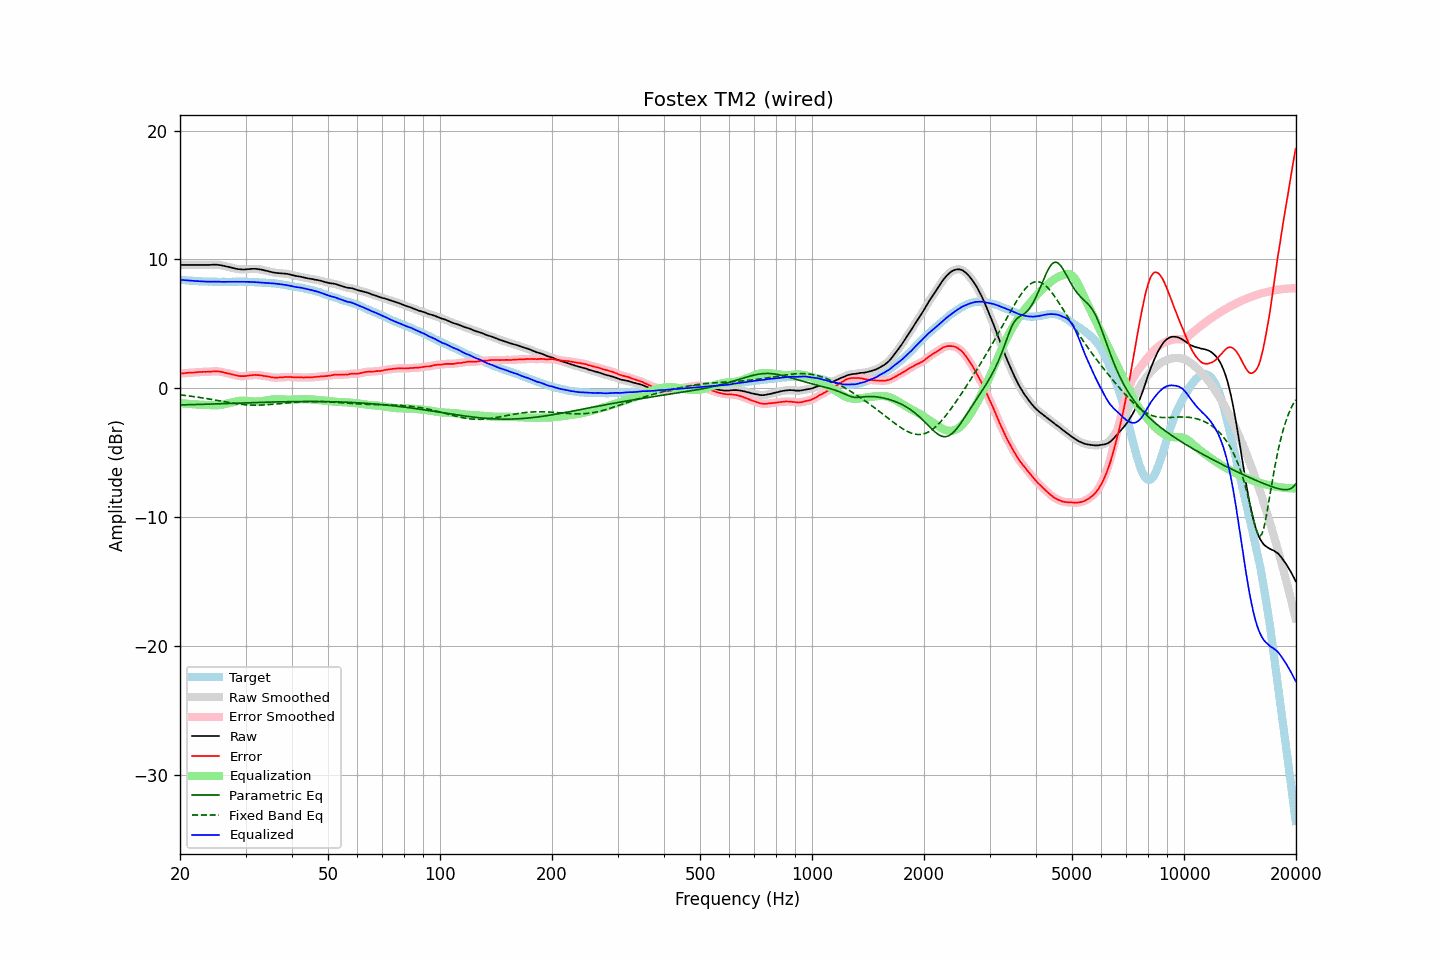 Fostex TM2 (wired)
20
10
0
−10
−20
−30
Amplitude (dBr)
Target
Raw Smoothed
Error Smoothed
Raw
Error
Equalization
Parametric Eq
Fixed Band Eq
Equalized
20 50 100 200 500 1000 2000 5000 10000 20000
Frequency (Hz)